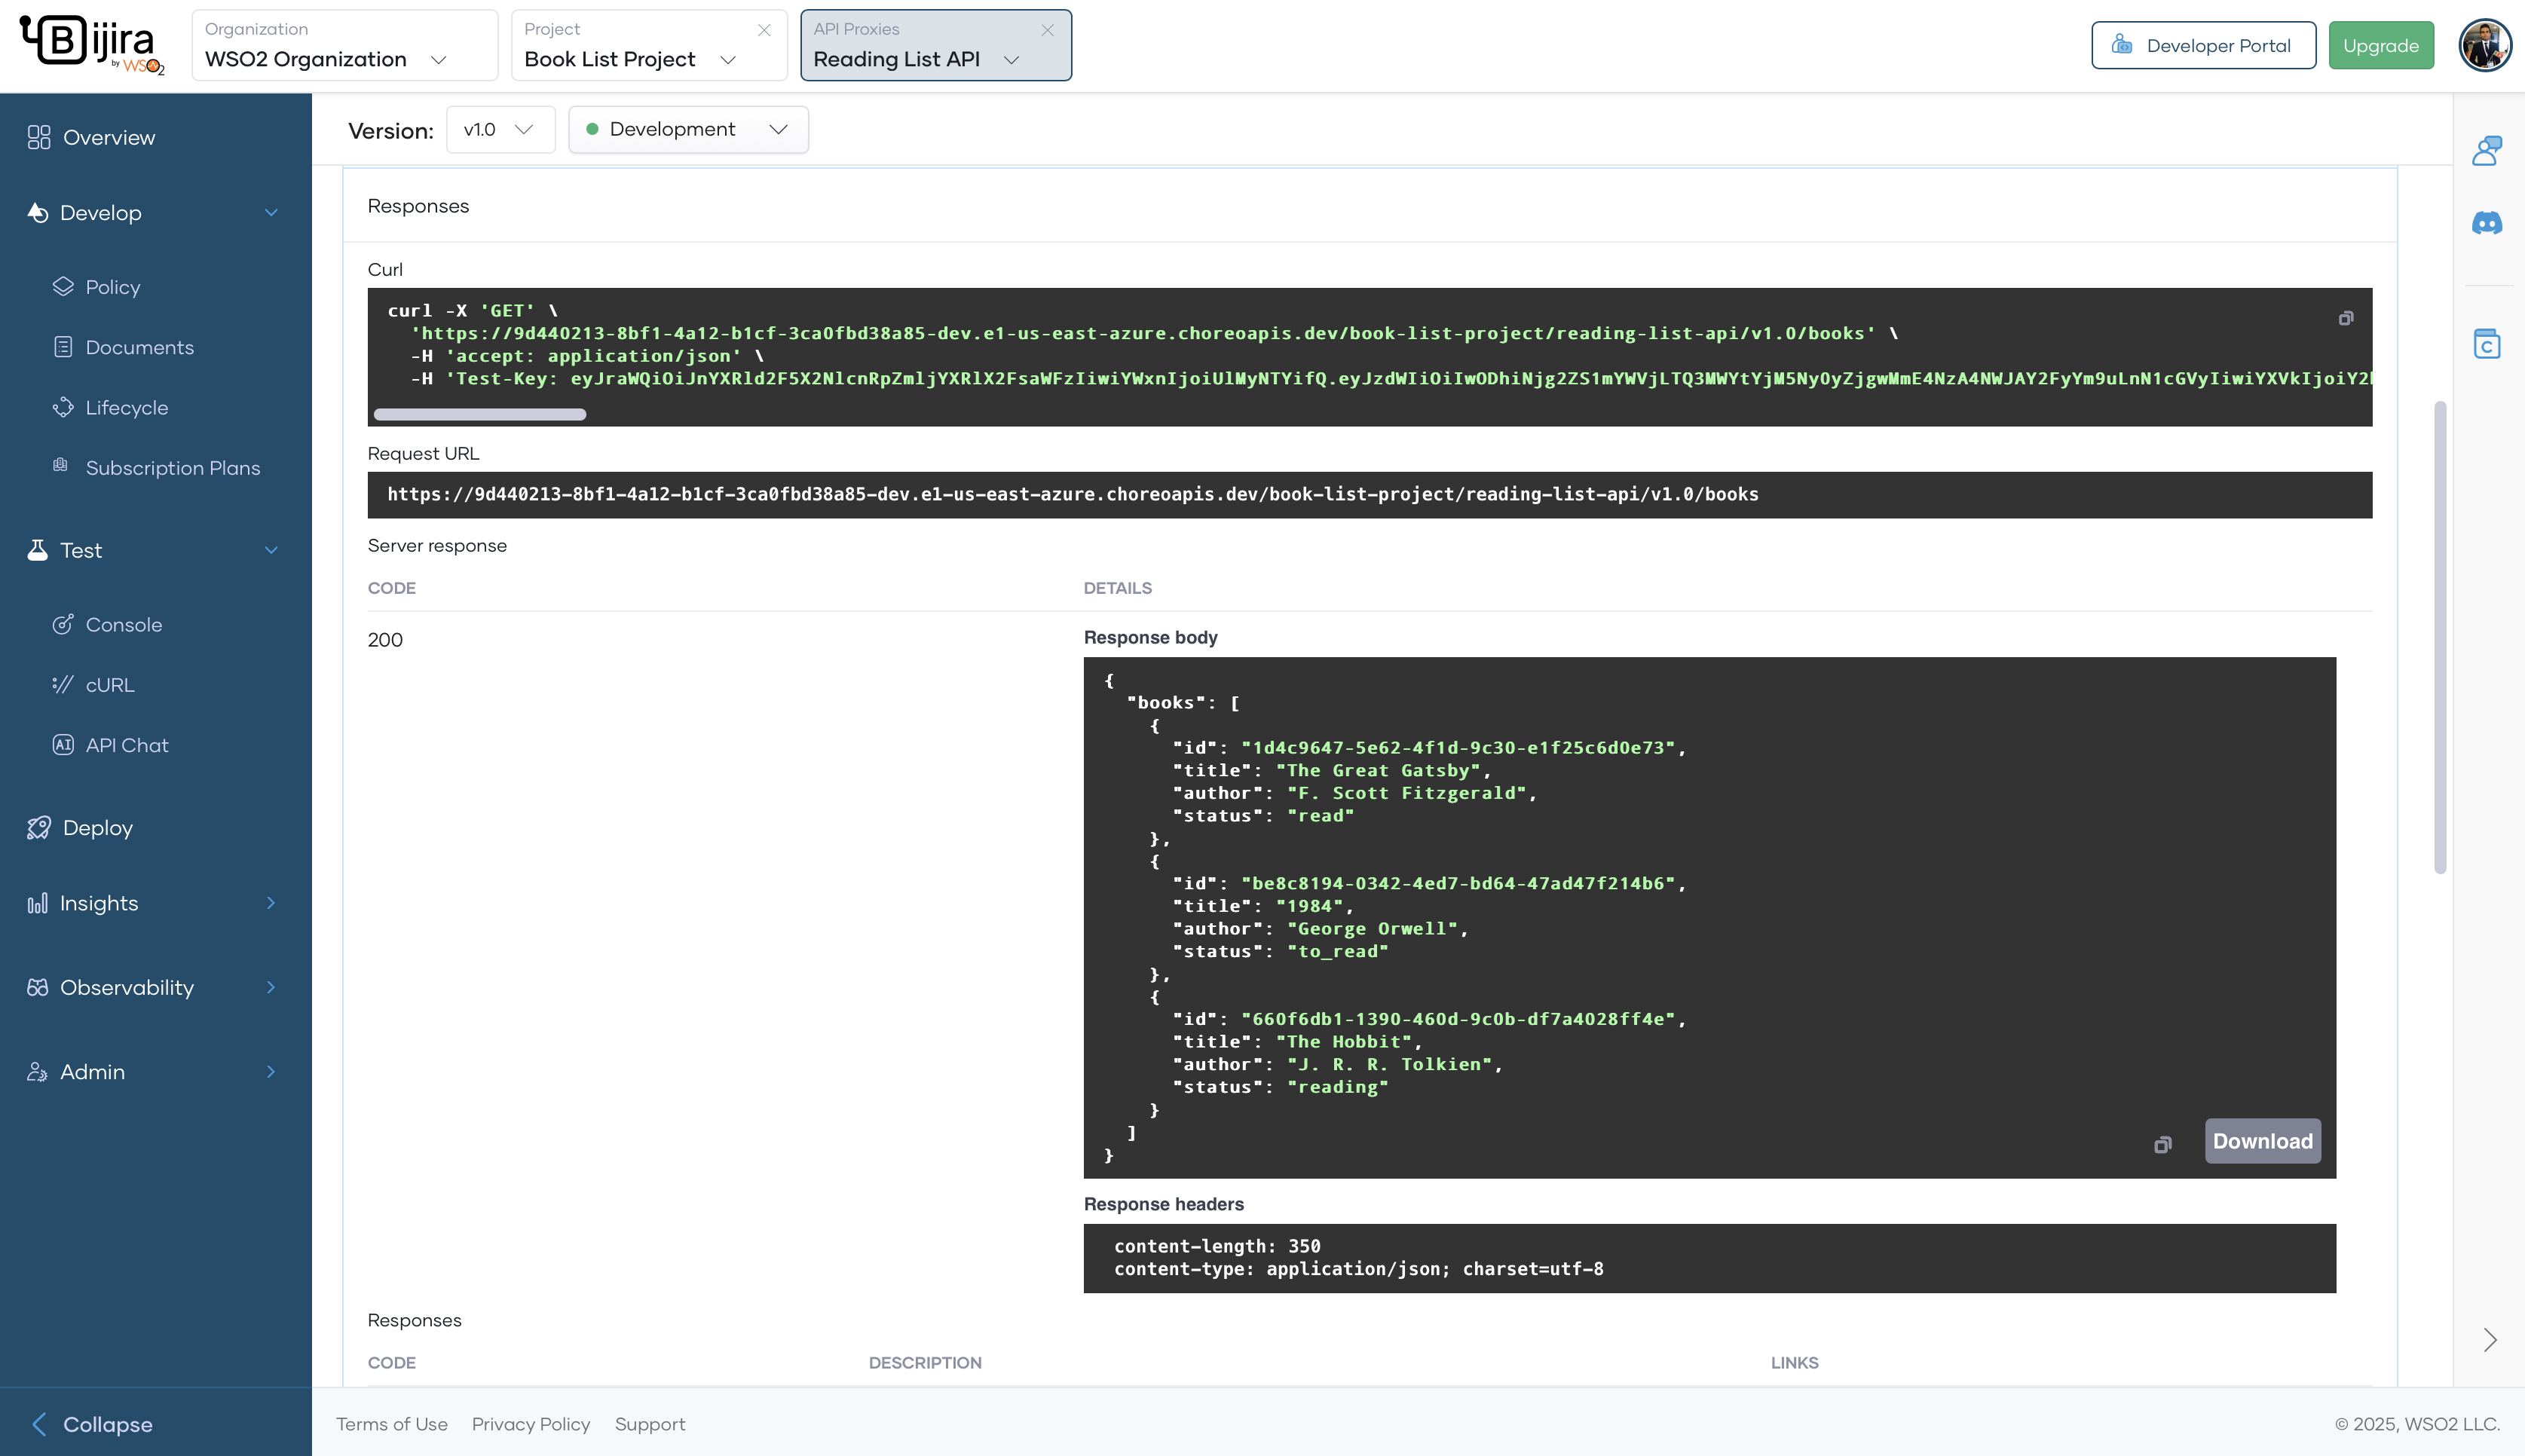 Bijira
by WSO2
Organization
WSO2 Organization
Project
Book List Project
API Proxies
Reading List API
Developer Portal
Upgrade
Overview
Develop
Policy
Documents
Lifecycle
Subscription Plans
Test
Console
cURL
API Chat
Deploy
Insights
Observability
Admin
Collapse
Version:
v1.0
Development
Responses
Curl
curl -X 'GET' \
'https://9d440213-8bf1-4a12-b1cf-3ca0fbd38a85-dev.e1-us-east-azure.choreoapis.dev/book-list-project/reading-list-api/v1.0/books' \
-H 'accept: application/json' \
-H 'Test-Key: eyJraWQiOiJnYXRld2F5X2NlcnRpZmljYXRlX2FsaWFzIiwiYWxnIjoiUlMyNTYifQ.eyJzdWIiOiIwODhiNjg2ZS1mYWVjLTQ3MWYtYjM5NyOyZjgwMmE4NzA4NWJAY2FyYm9uLnN1cGVyIiwiYXVkIjoiY2
Request URL
https://9d440213-8bf1-4a12-b1cf-3ca0fbd38a85-dev.e1-us-east-azure.choreoapis.dev/book-list-project/reading-list-api/v1.0/books
Server response
CODE DETAILS
200
Response body
{
"books": [
{
"id": "1d4c9647-5e62-4f1d-9c30-e1f25c6d0e73",
"title": "The Great Gatsby",
"author": "F. Scott Fitzgerald",
"status": "read"
},
{
"id": "be8c8194-0342-4ed7-bd64-47ad47f214b6",
"title": "1984",
"author": "George Orwell",
"status": "to_read"
},
{
"id": "660f6db1-1390-460d-9c0b-df7a4028ff4e",
"title": "The Hobbit",
"author": "J. R. R. Tolkien",
"status": "reading"
}
]
}
Download
Response headers
content-length: 350
content-type: application/json; charset=utf-8
Responses
CODE DESCRIPTION LINKS
Terms of Use Privacy Policy Support
© 2025, WSO2 LLC.